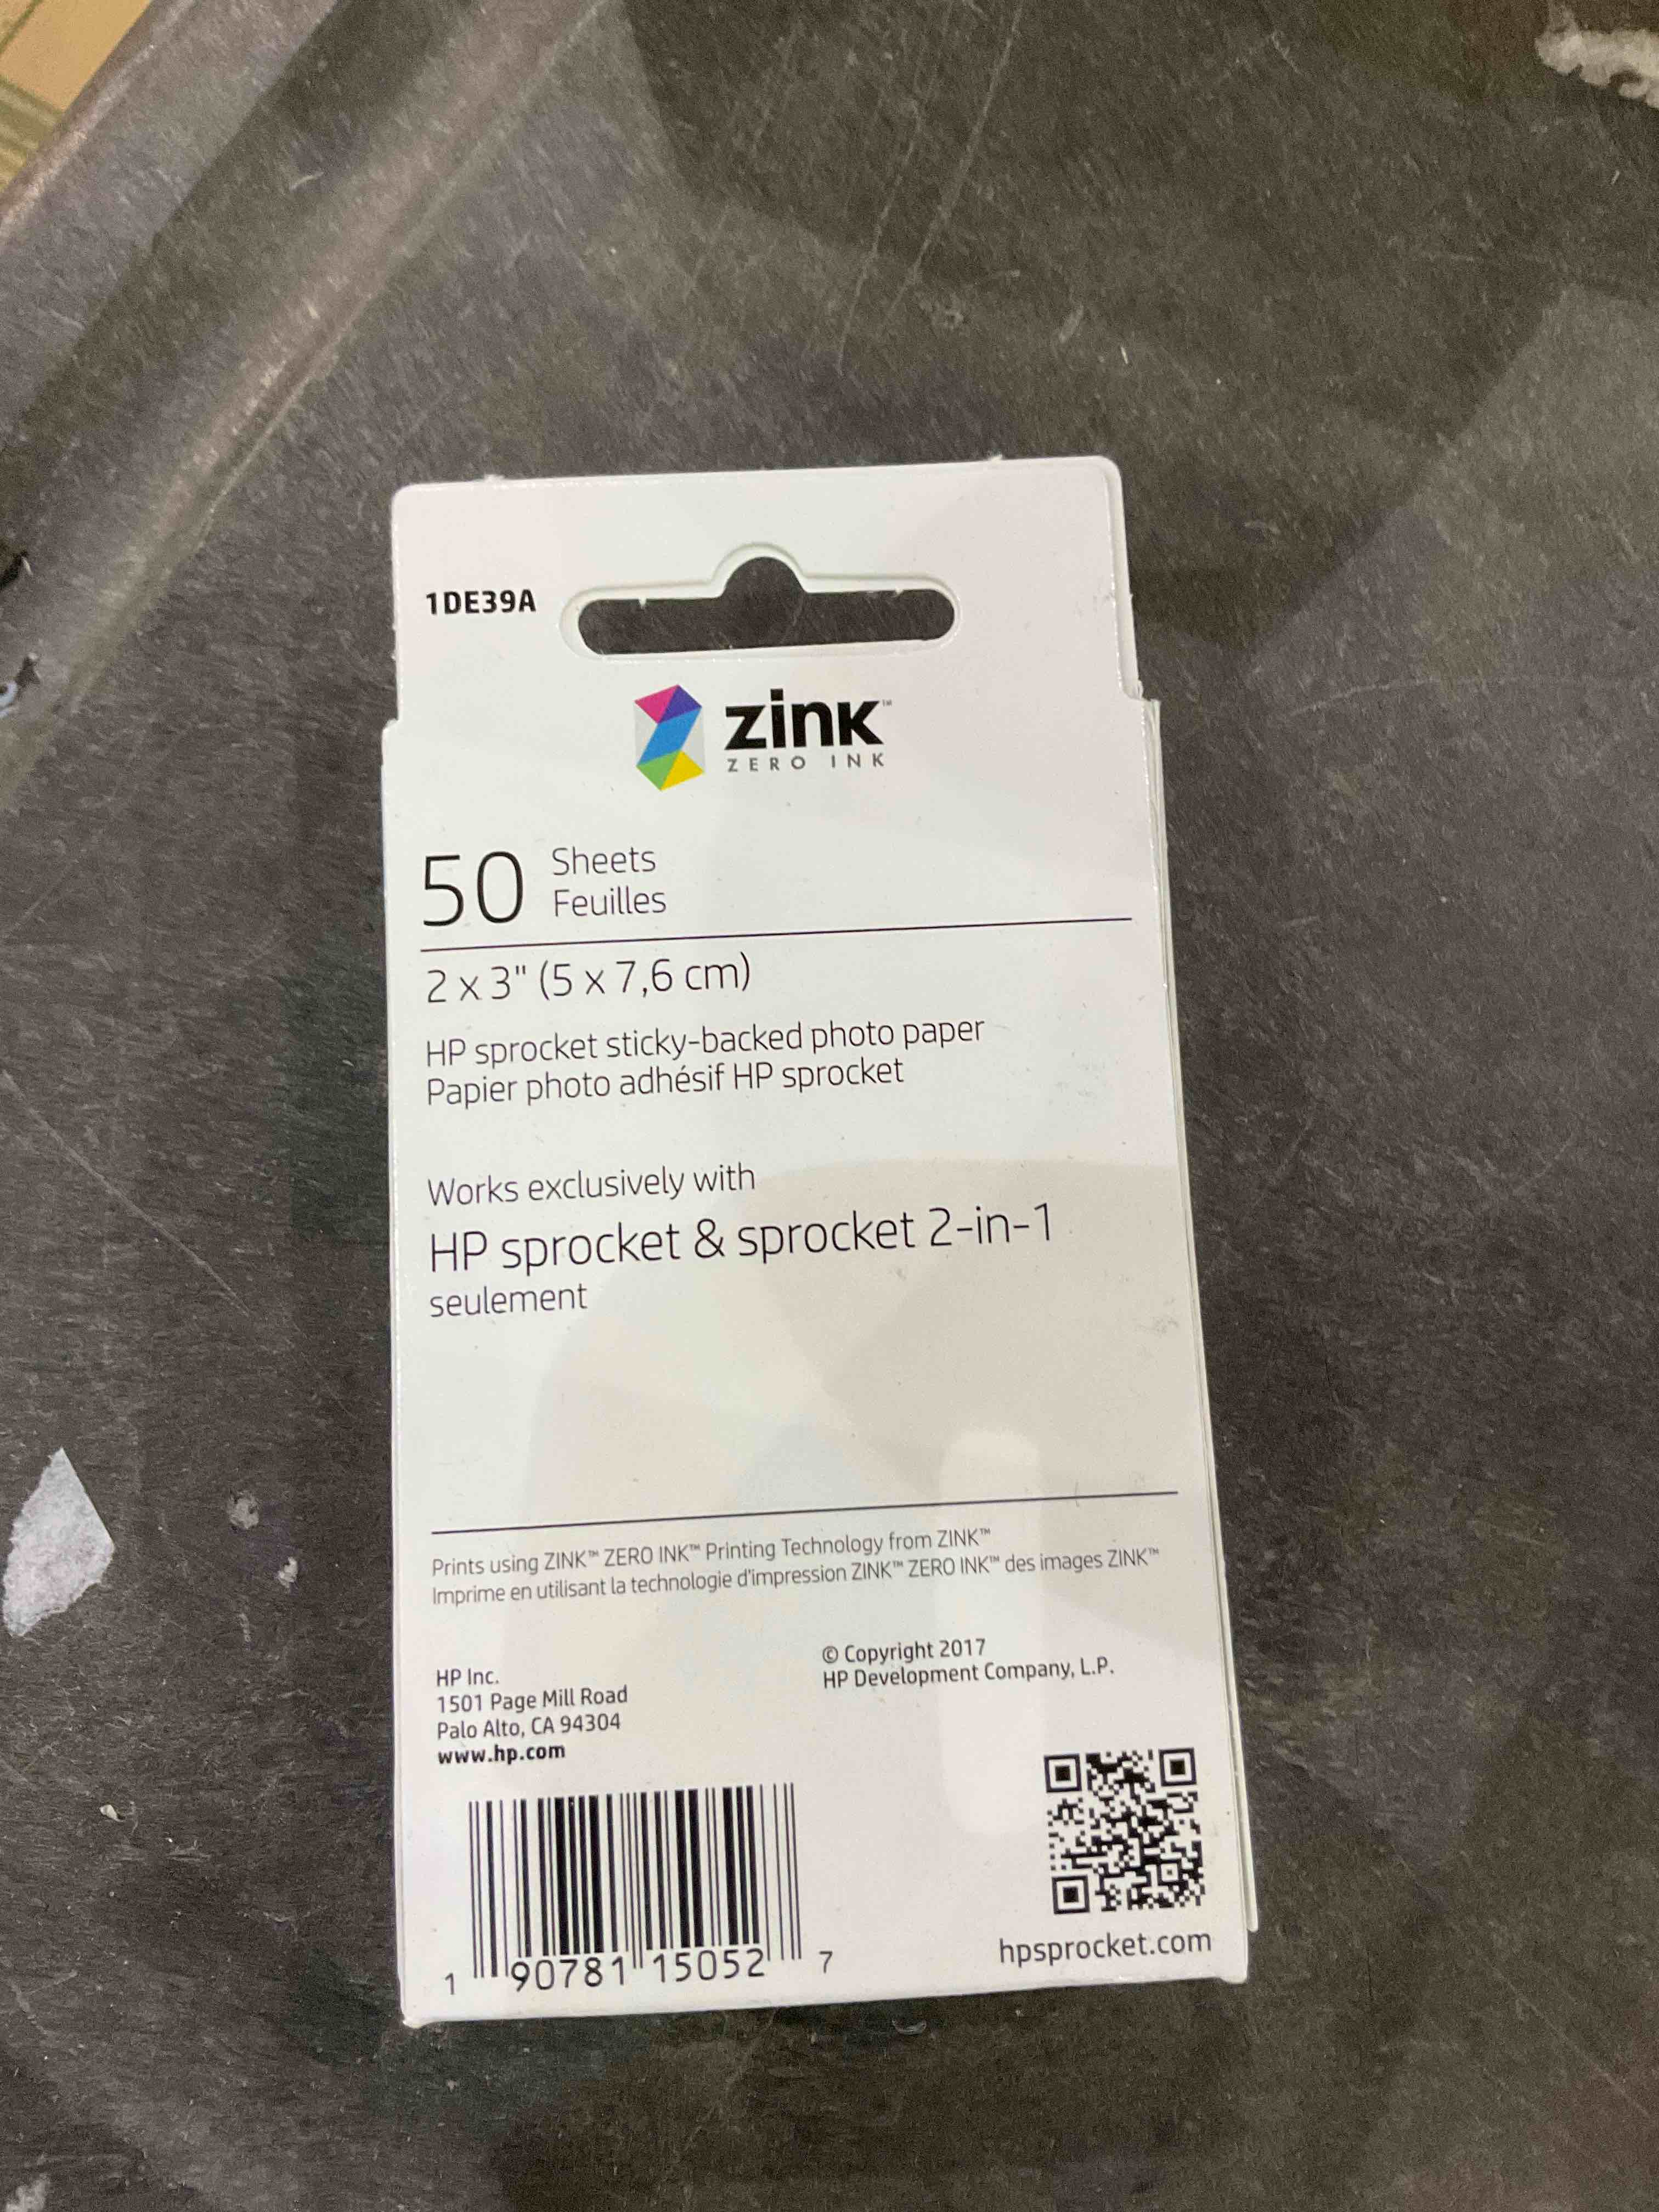 1DE39A
zink™
ZERO INK
50 Sheets
Feuilles
2 x 3" (5 x 7,6 cm)
HP sprocket sticky-backed photo paper
Papier photo adhésif HP sprocket
Works exclusively with
HP sprocket & sprocket 2-in-1
seulement
Prints using ZINK™ ZERO INK™ Printing Technology from ZINK™
Imprime en utilisant la technologie d'impression ZINK™ ZERO INK™ des images ZINK™
HP Inc.
1501 Page Mill Road
Palo Alto, CA 94304
www.hp.com
© Copyright 2017
HP Development Company, L.P.
1 90781 15052 7
hpsprocket.com